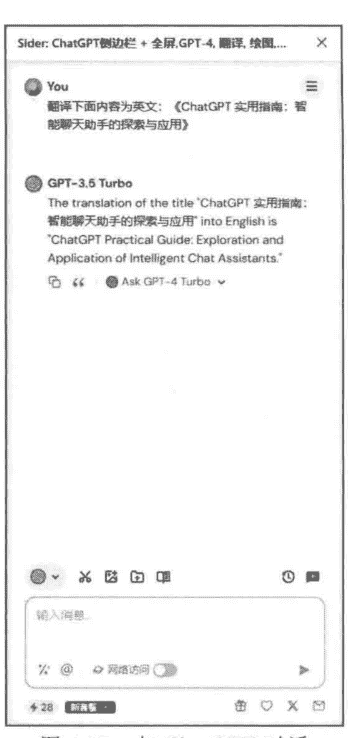 Sider: ChatGPT侧边栏 + 全屏,GPT-4, 翻译, 绘图,...
You
翻译下面内容为英文：《ChatGPT 实用指南：智
能聊天助手的探索与应用》
GPT-3.5 Turbo
The translation of the title "ChatGPT 实用指南：
智能聊天助手的探索与应用" into English is
"ChatGPT Practical Guide: Exploration and
Application of Intelligent Chat Assistants."
Ask GPT-4 Turbo
输入消息..
@ 网络访问
28